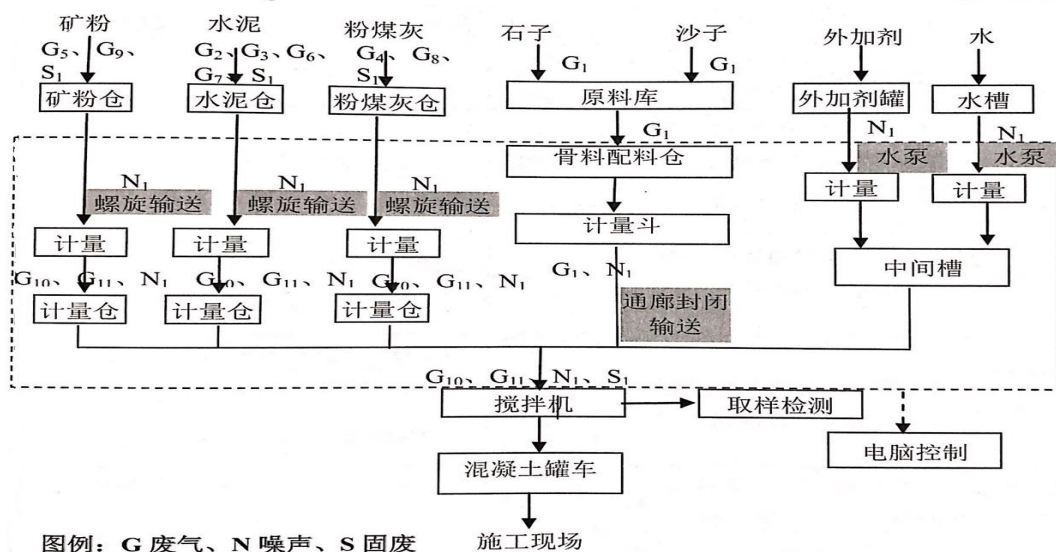 矿粉 水泥 粉煤灰 石子 沙子 外加剂 水
G₅、G₉、 G₂、G₃、G₆、 G₄、G₈、 G₁ G₁
S₁ G₇、S₁ S₁
矿粉仓 水泥仓 粉煤灰仓 原料库 外加剂罐 水槽
G₁ N₁ N₁
骨料配料仓 水泵 水泵
N₁ N₁ N₁ 计量 计量
螺旋输送 螺旋输送 螺旋输送
计量斗
计量 计量 计量
中间槽
G₁₀、G₁₁、N₁ G₁₀、G₁₁、N₁ G₁₀、G₁₁、N₁ G₁、N₁
计量仓 计量仓 计量仓 通廊封闭
输送
G₁₀、G₁₁、N₁、S₁
搅拌机 取样检测
电脑控制
混凝土罐车
图例：G 废气、N 噪声、S 固废 施工现场